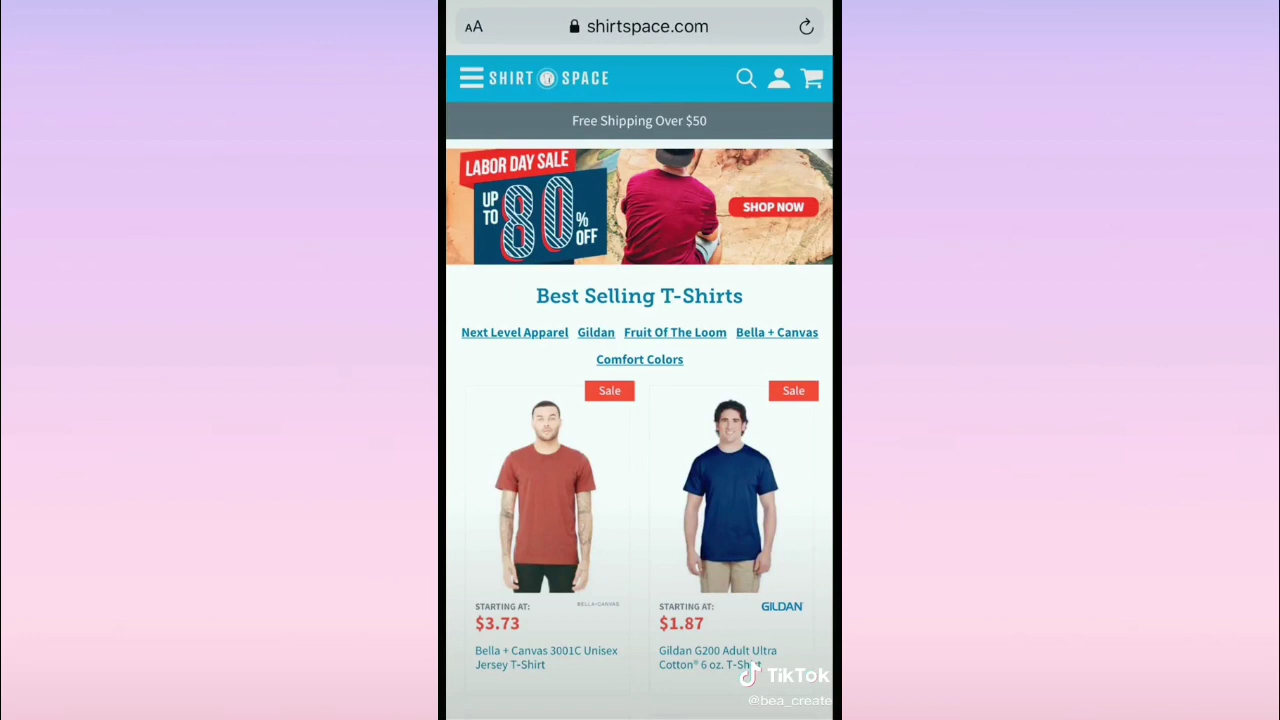 AA shirtspace.com
SHIRT SPACE
Free Shipping Over $50
LABOR DAY SALE
UP TO 80% OFF
SHOP NOW
Best Selling T-Shirts
Next Level Apparel Gildan Fruit Of The Loom Bella + Canvas
Comfort Colors
Sale Sale
STARTING AT: BELLA+CANVAS STARTING AT: GILDAN
$3.73 $1.87
Bella + Canvas 3001C Unisex Gildan G200 Adult Ultra
Jersey T-Shirt Cotton® 6 oz. T-Shirt
TikTok
@bea_create